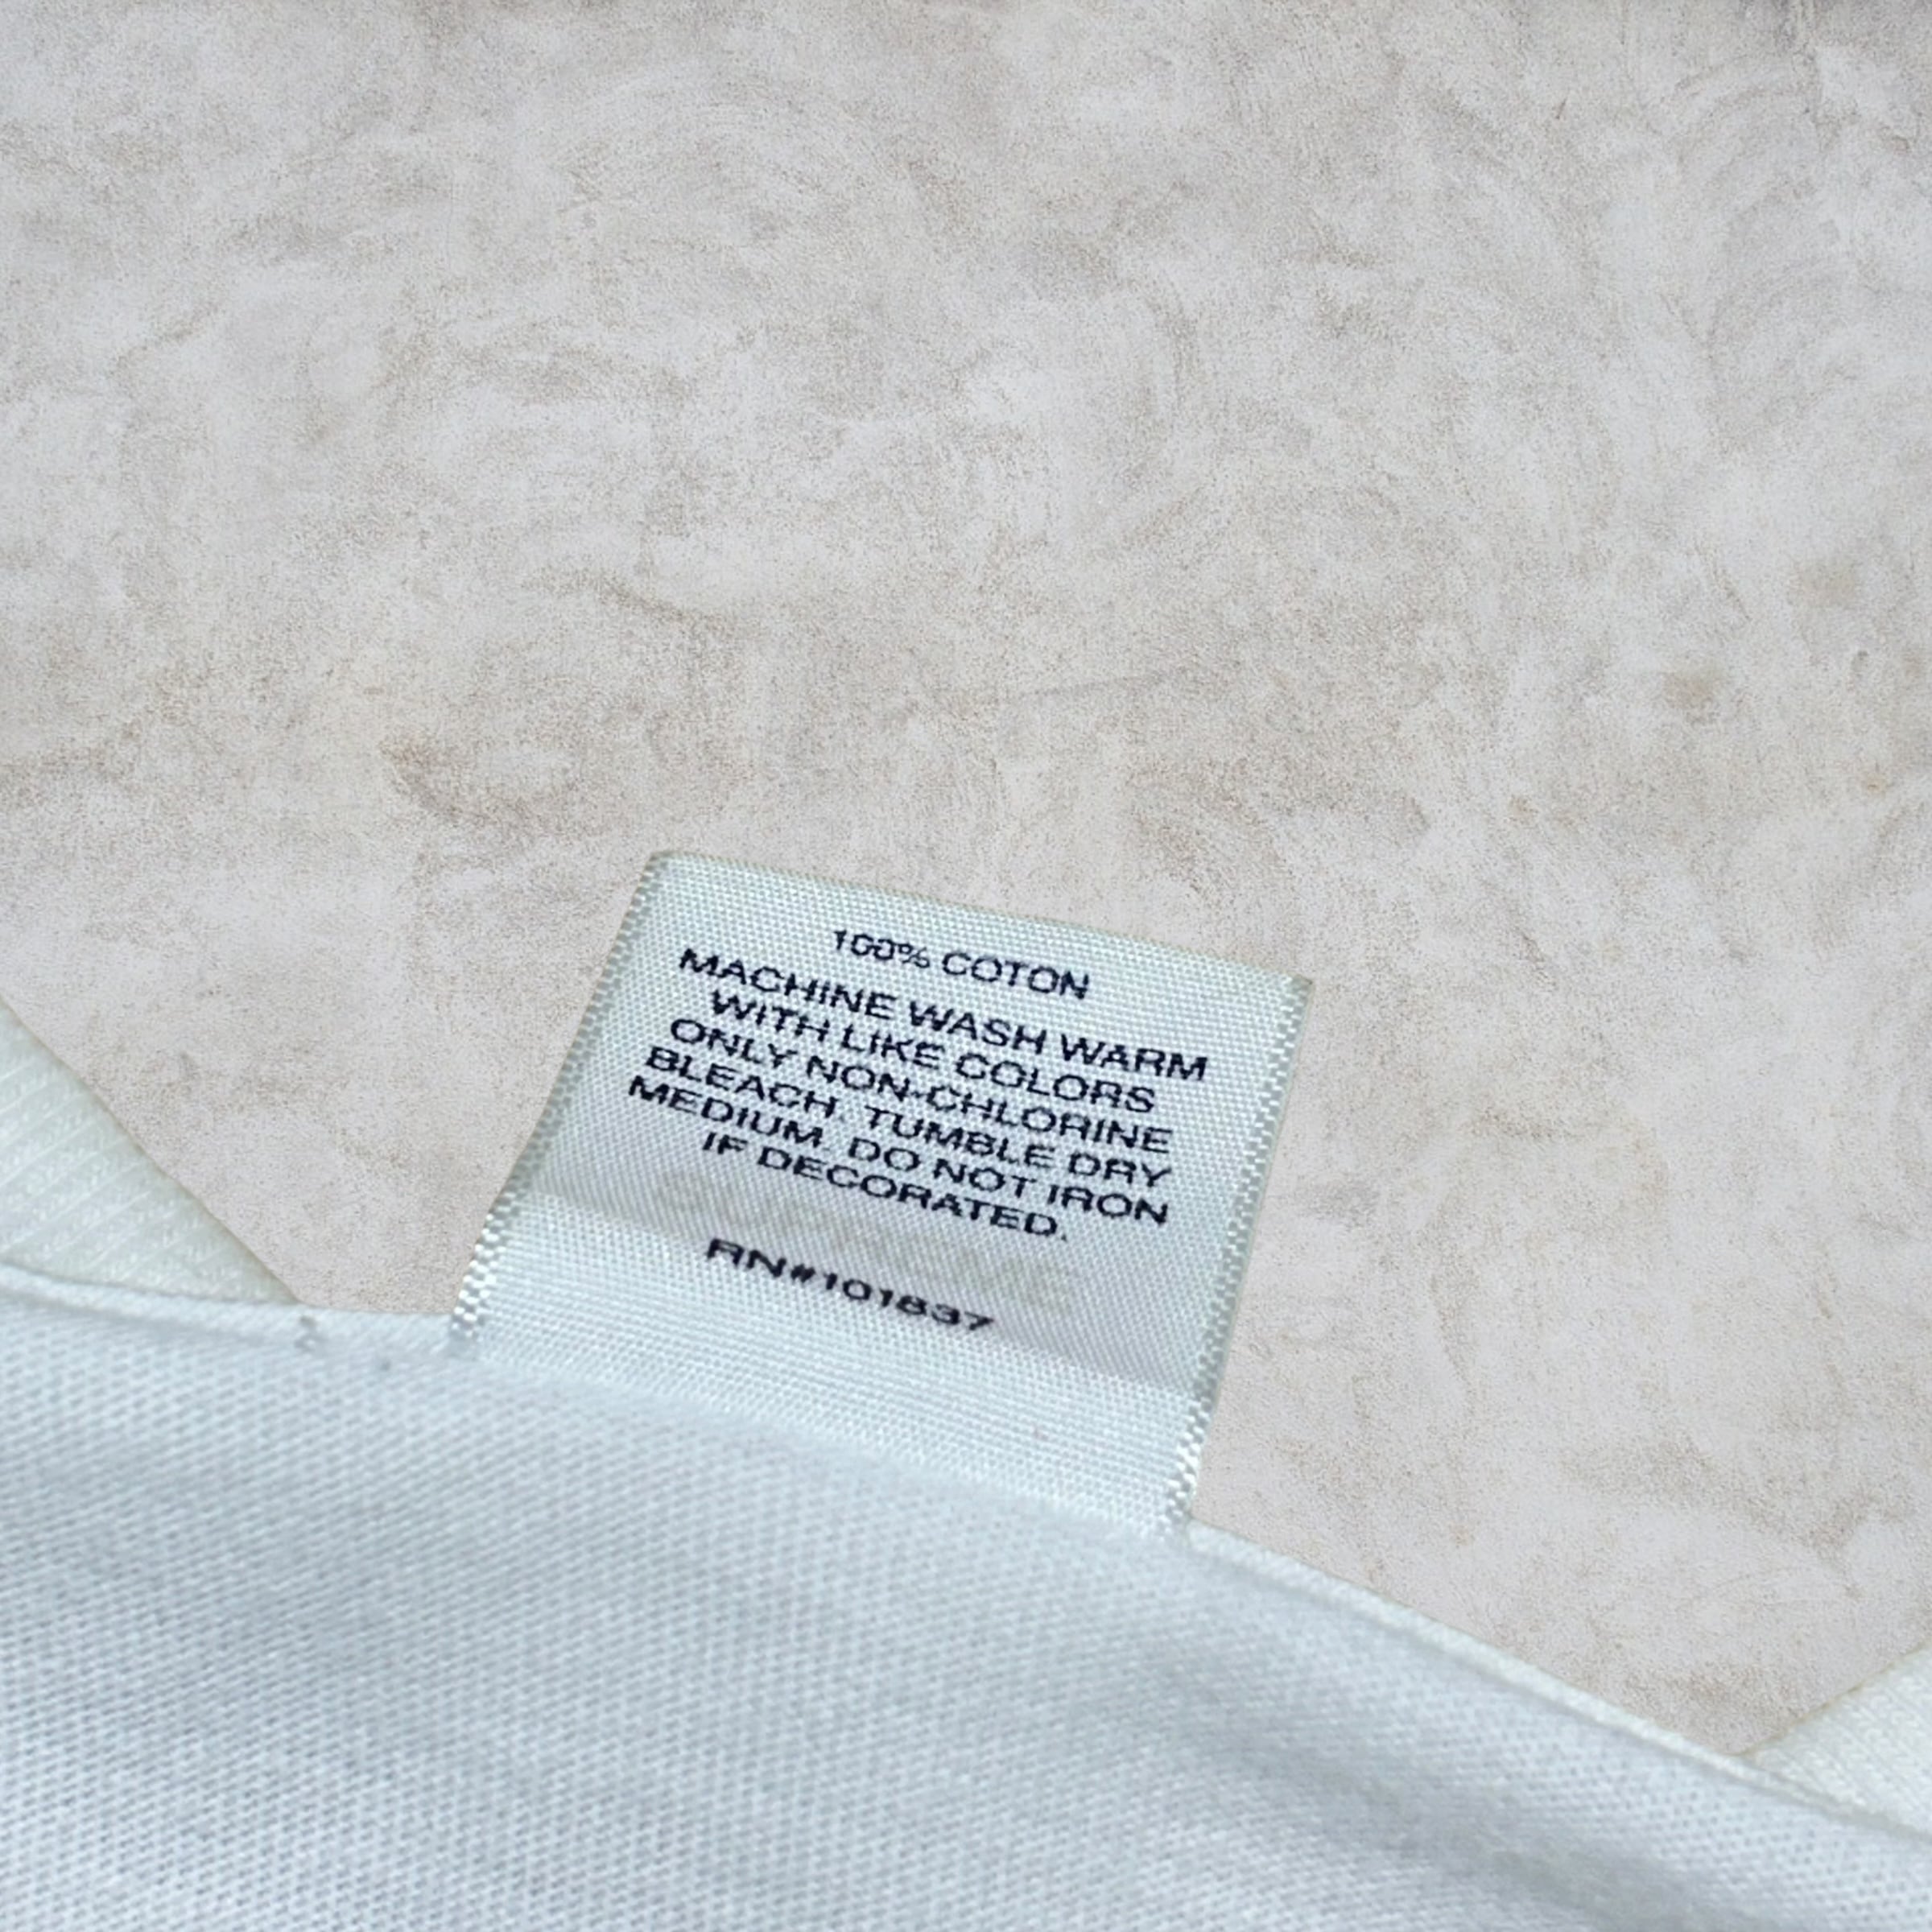 100% COTON
MACHINE WASH WARM
WITH LIKE COLORS
ONLY NON-CHLORINE
BLEACH. TUMBLE DRY
MEDIUM. DO NOT IRON
IF DECORATED.
RN#101837